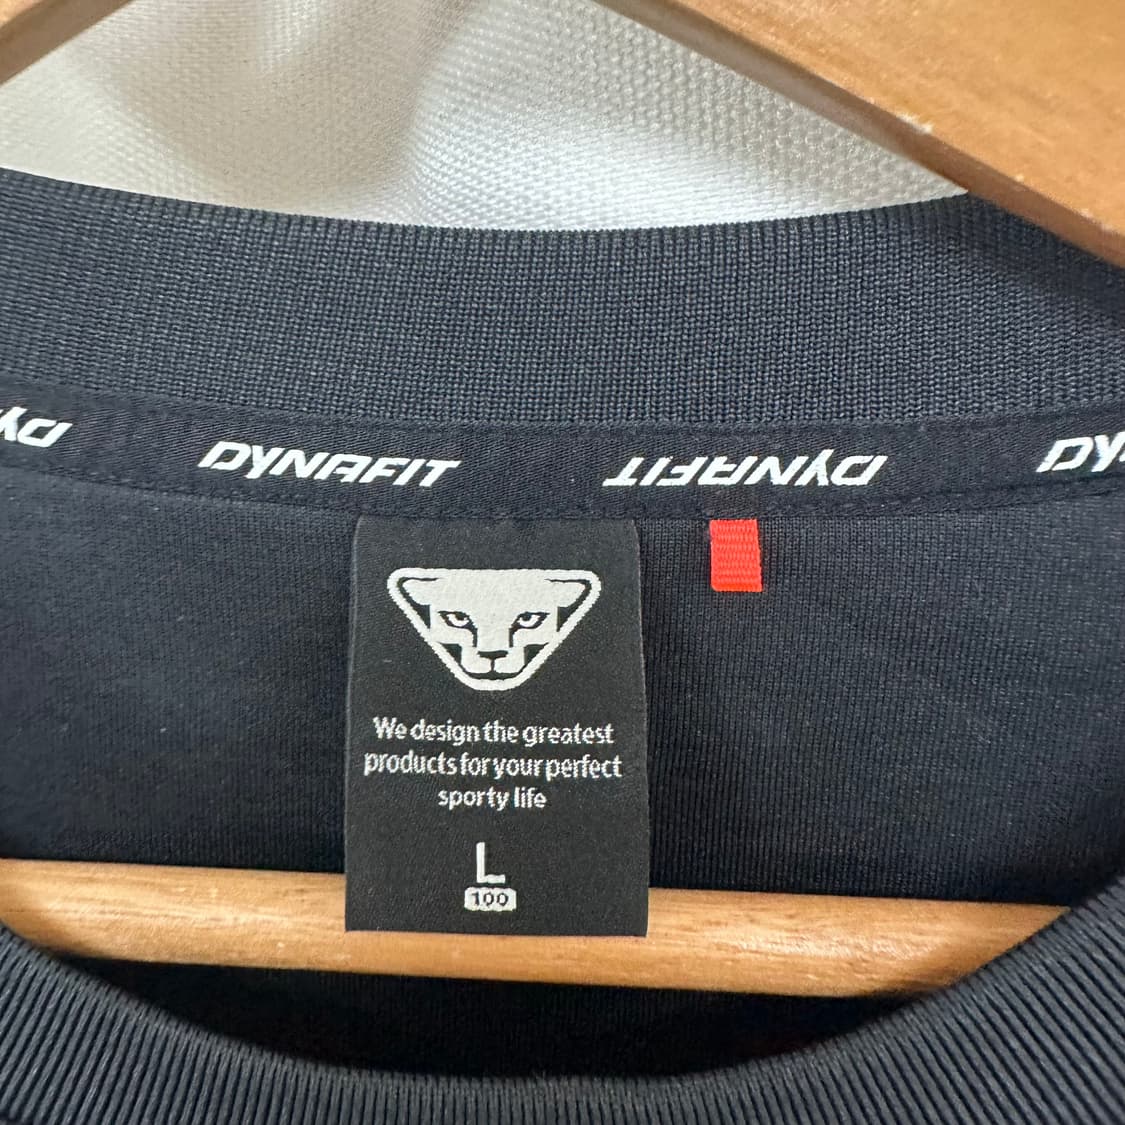 DYNAFIT
DYNAFIT
We design the greatest
products for your perfect
sporty life
L
100